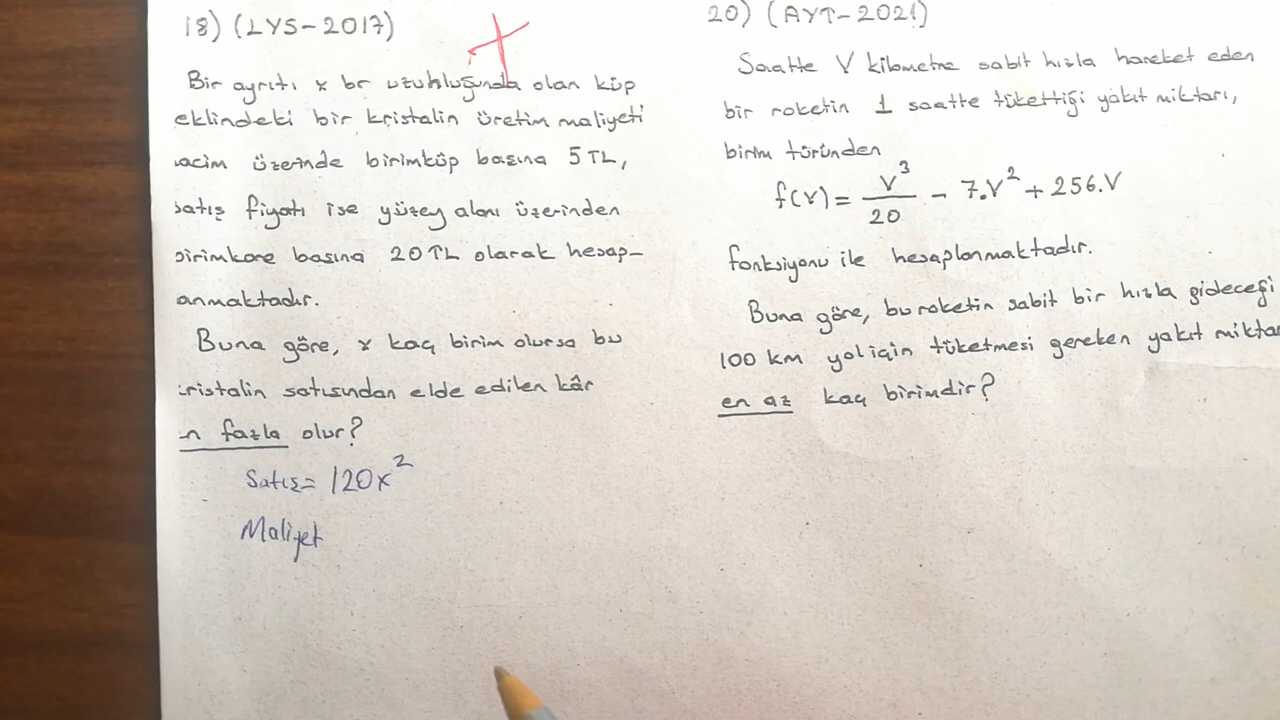 18) (LYS-2017)
Bir ayrıtı x br uzunluğunda olan küp
eklindeki bir kristalin üretim maliyeti
acim üzerinde birimküp başına 5 TL,
satış fiyatı ise yüzey alanı üzerinden
birimkare başına 20 TL olarak hesap-
anmaktadır.
Buna göre, x kaç birim olursa bu
kristalin satışından elde edilen kâr
en fazla olur?
Satış= 120x²
Maliyet
20) (AYT-2021)
Saatte V kilometre sabit hızla hareket eden
bir roketin 1 saatte tükettiği yakıt miktarı,
birim türünden
f(v) = V³/20 - 7.V² + 256.V
fonksiyonu ile hesaplanmaktadır.
Buna göre, bu roketin sabit bir hızla gideceği
100 km yol için tüketmesi gereken yakıt miktar
en az kaç birimdir?